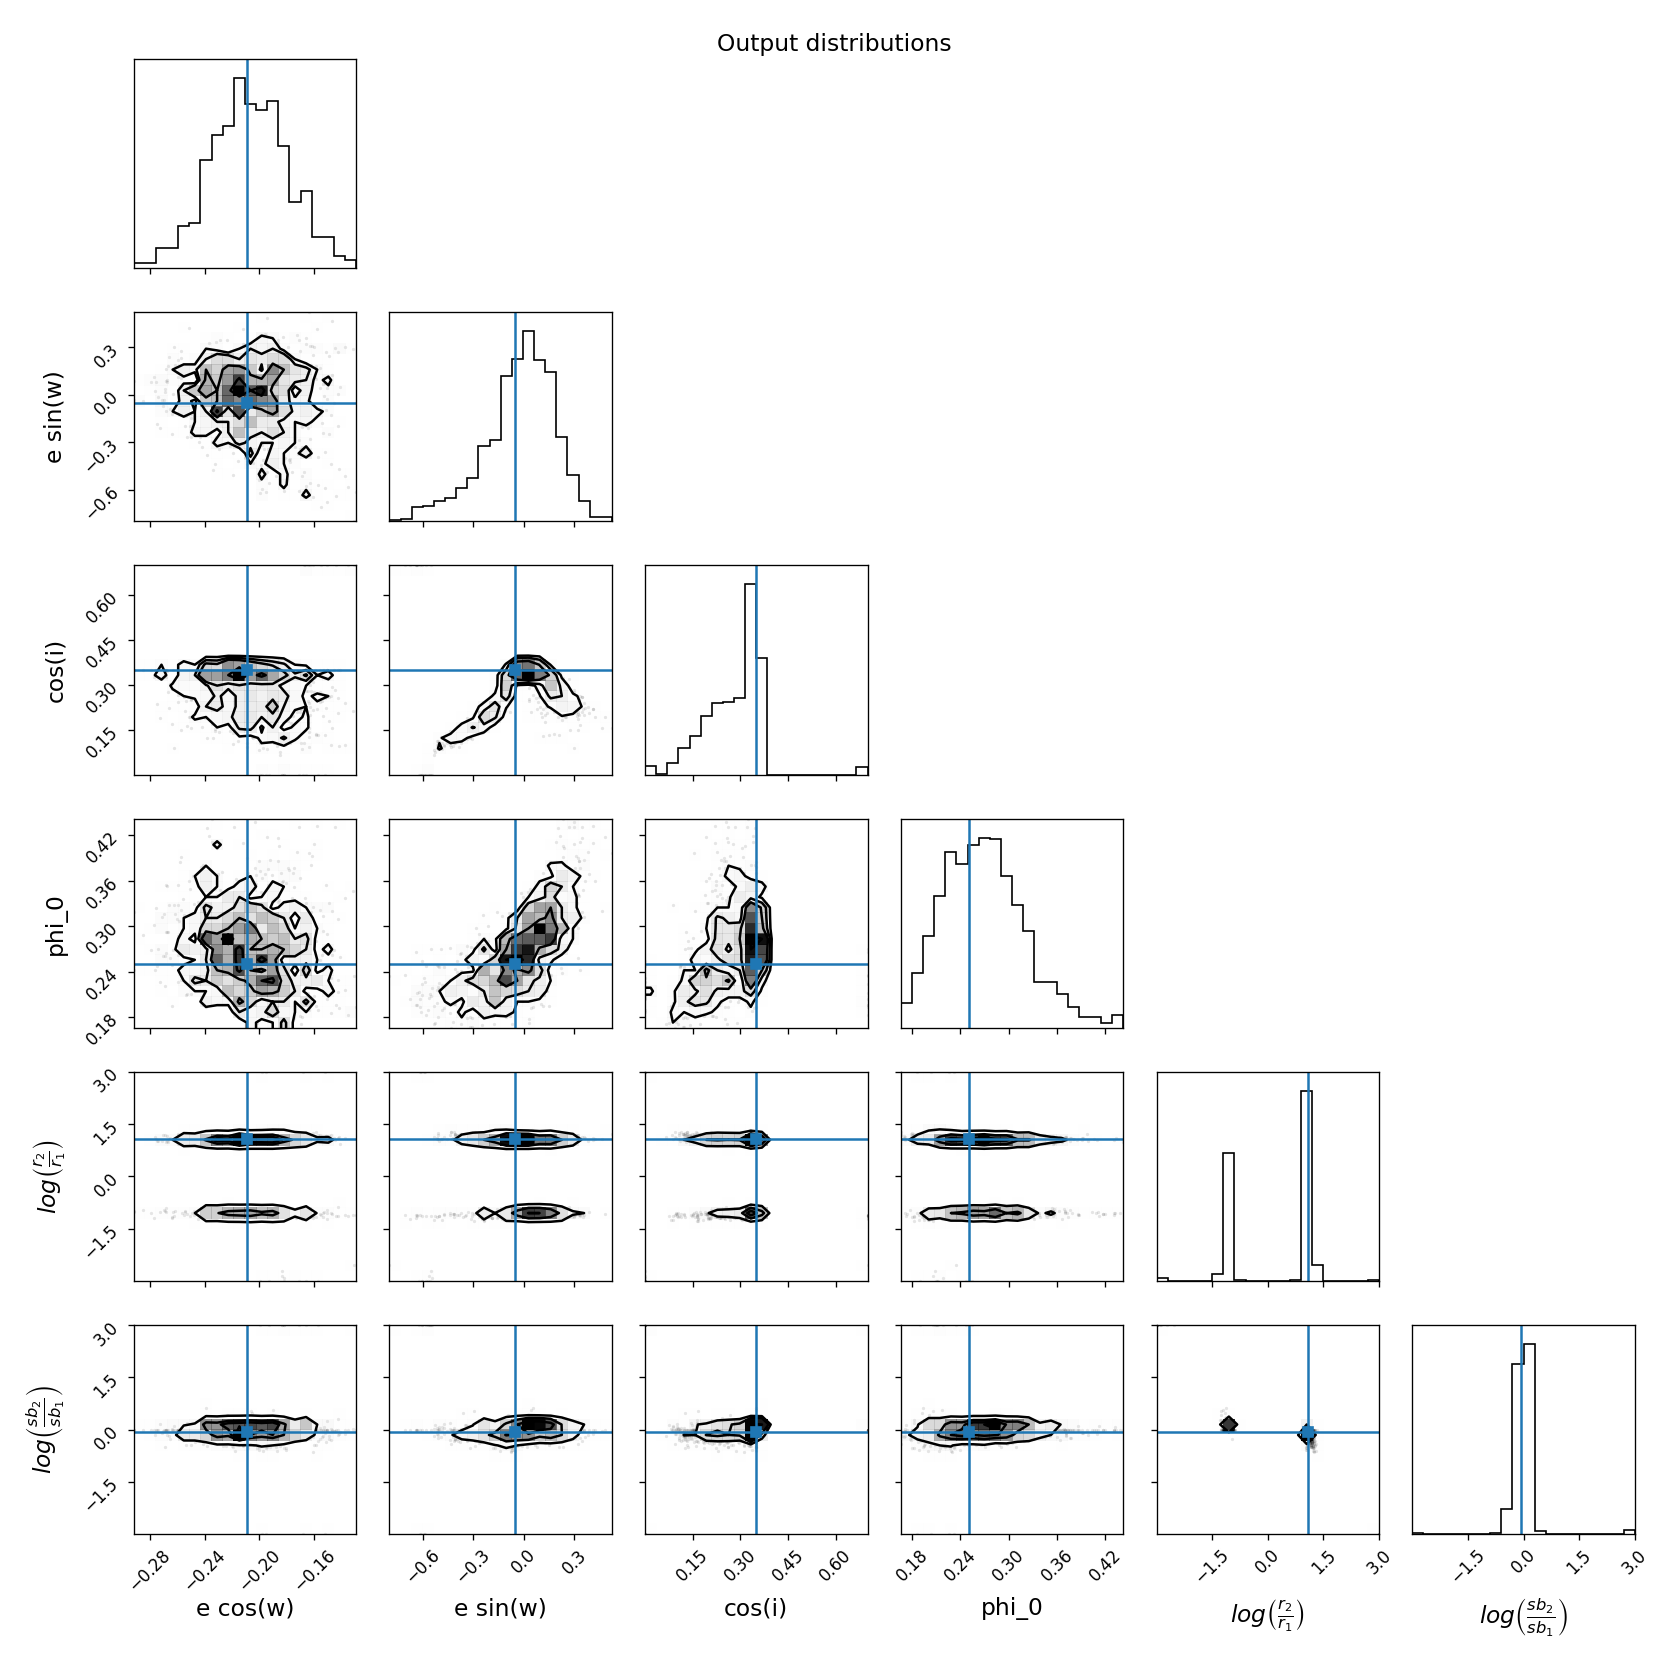 Output distributions
e sin(w)
0.3
0.0
−0.3
−0.6
cos(i)
0.60
0.45
0.30
0.15
phi_0
0.42
0.36
0.30
0.24
0.18
log(r₂/r₁)
3.0
1.5
0.0
−1.5
log(sb₂/sb₁)
3.0
1.5
0.0
−1.5
−0.28 −0.24 −0.20 −0.16
−0.6 −0.3 0.0 0.3
0.15 0.30 0.45 0.60
0.18 0.24 0.30 0.36 0.42
−1.5 0.0 1.5 3.0
−1.5 0.0 1.5 3.0
e cos(w)
e sin(w)
cos(i)
phi_0
log(r₂/r₁)
log(sb₂/sb₁)